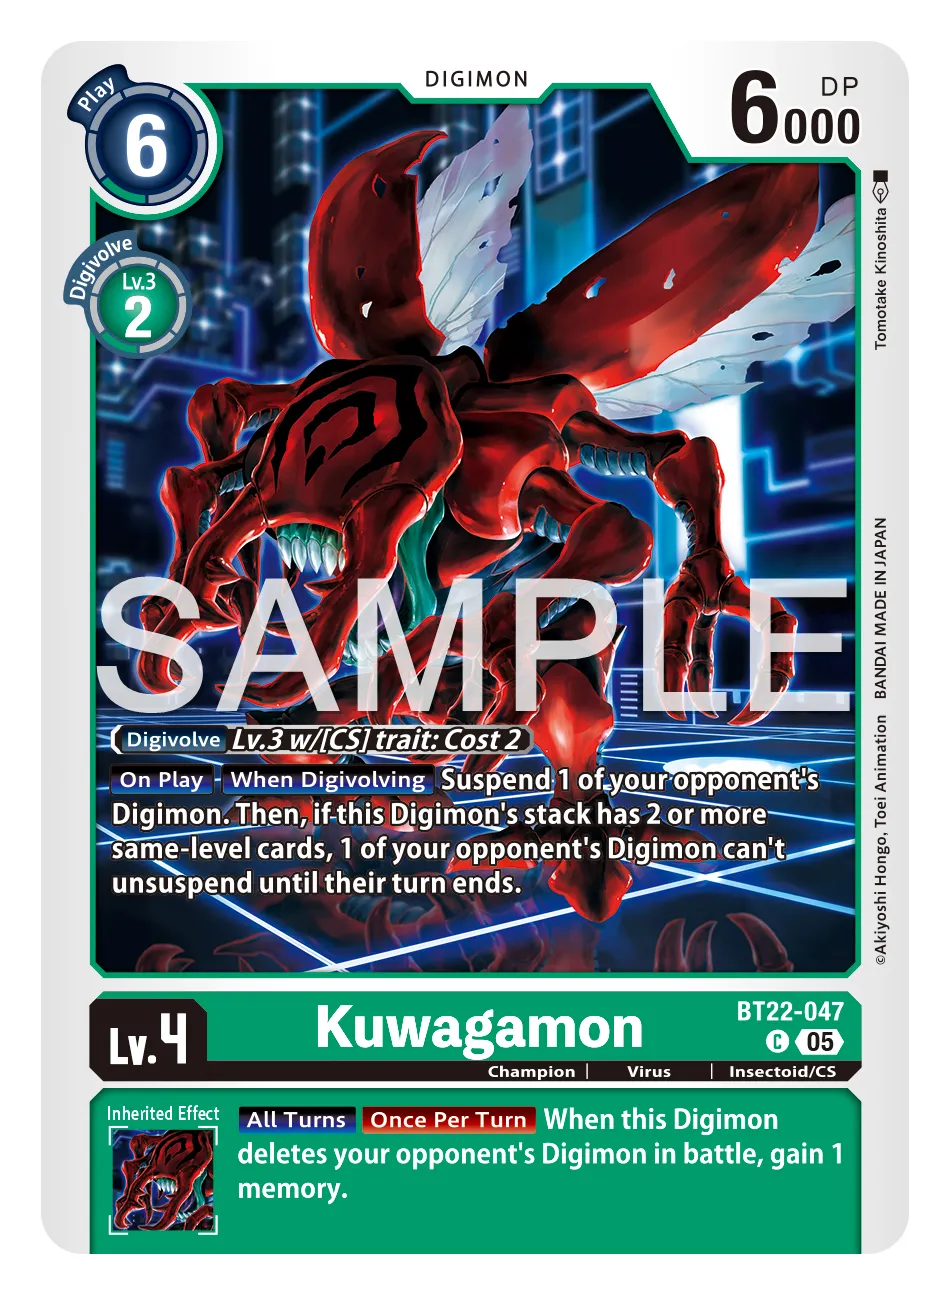 DIGIMON
Play
6
DP
6000
Digivolve
Lv.3
2
Tomotake Kinoshita
BANDAI MADE IN JAPAN
©Akiyoshi Hongo, Toei Animation
SAMPLE
Digivolve Lv.3 w/[CS] trait: Cost 2
On Play When Digivolving Suspend 1 of your opponent's
Digimon. Then, if this Digimon's stack has 2 or more
same-level cards, 1 of your opponent's Digimon can't
unsuspend until their turn ends.
Lv.4
Kuwagamon
BT22-047
C 05
Champion | Virus | Insectoid/CS
Inherited Effect
All Turns Once Per Turn When this Digimon
deletes your opponent's Digimon in battle, gain 1
memory.